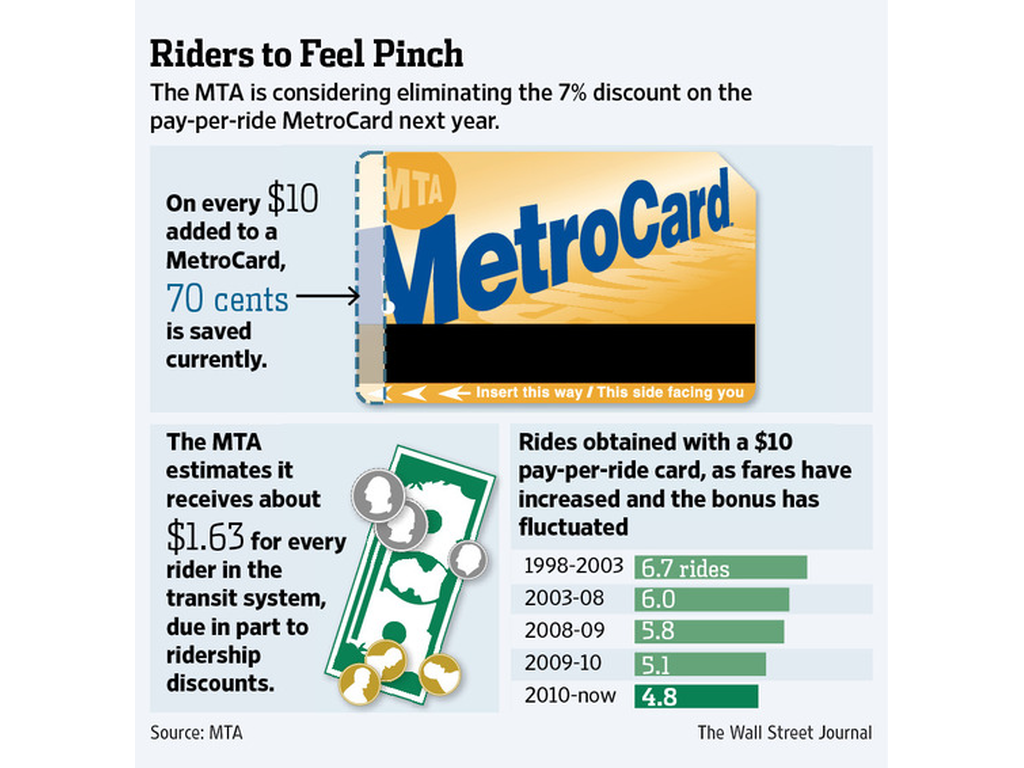 Riders to Feel Pinch
The MTA is considering eliminating the 7% discount on the
pay-per-ride MetroCard next year.
On every $10
added to a
MetroCard,
70 cents
is saved
currently.
MTA
MetroCard
Insert this way / This side facing you
The MTA
estimates it
receives about
$1.63 for every
rider in the
transit system,
due in part to
ridership
discounts.
Rides obtained with a $10
pay-per-ride card, as fares have
increased and the bonus has
fluctuated
1998-2003 6.7 rides
2003-08 6.0
2008-09 5.8
2009-10 5.1
2010-now 4.8
Source: MTA
The Wall Street Journal